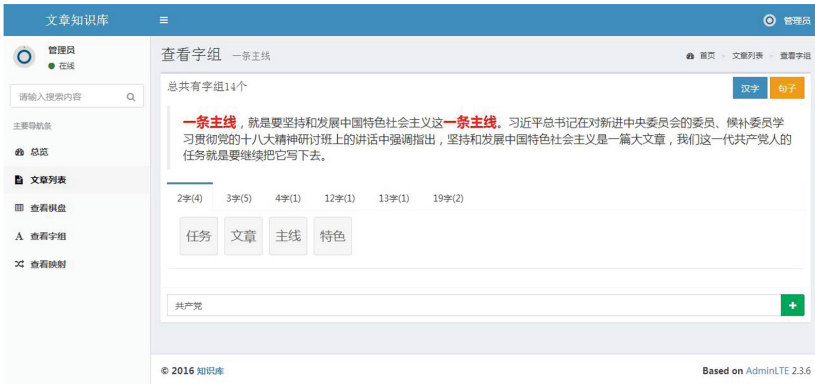 文章知识库
管理员
管理员
在线
请输入搜索内容
主要导航条
总览
文章列表
查看棋盘
A 查看字组
查看映射
查看字组 一条主线
首页 > 文章列表 > 查看字组
总共有字组14个
汉字 句子
一条主线，就是要坚持和发展中国特色社会主义这一条主线。习近平总书记在对新进中央委员会的委员、候补委员学
习贯彻党的十八大精神研讨班上的讲话中强调指出，坚持和发展中国特色社会主义是一篇大文章，我们这一代共产党人的
任务就是要继续把它写下去。
2字(4) 3字(5) 4字(1) 12字(1) 13字(1) 19字(2)
任务 文章 主线 特色
共产党
© 2016 知识库
Based on AdminLTE 2.3.6